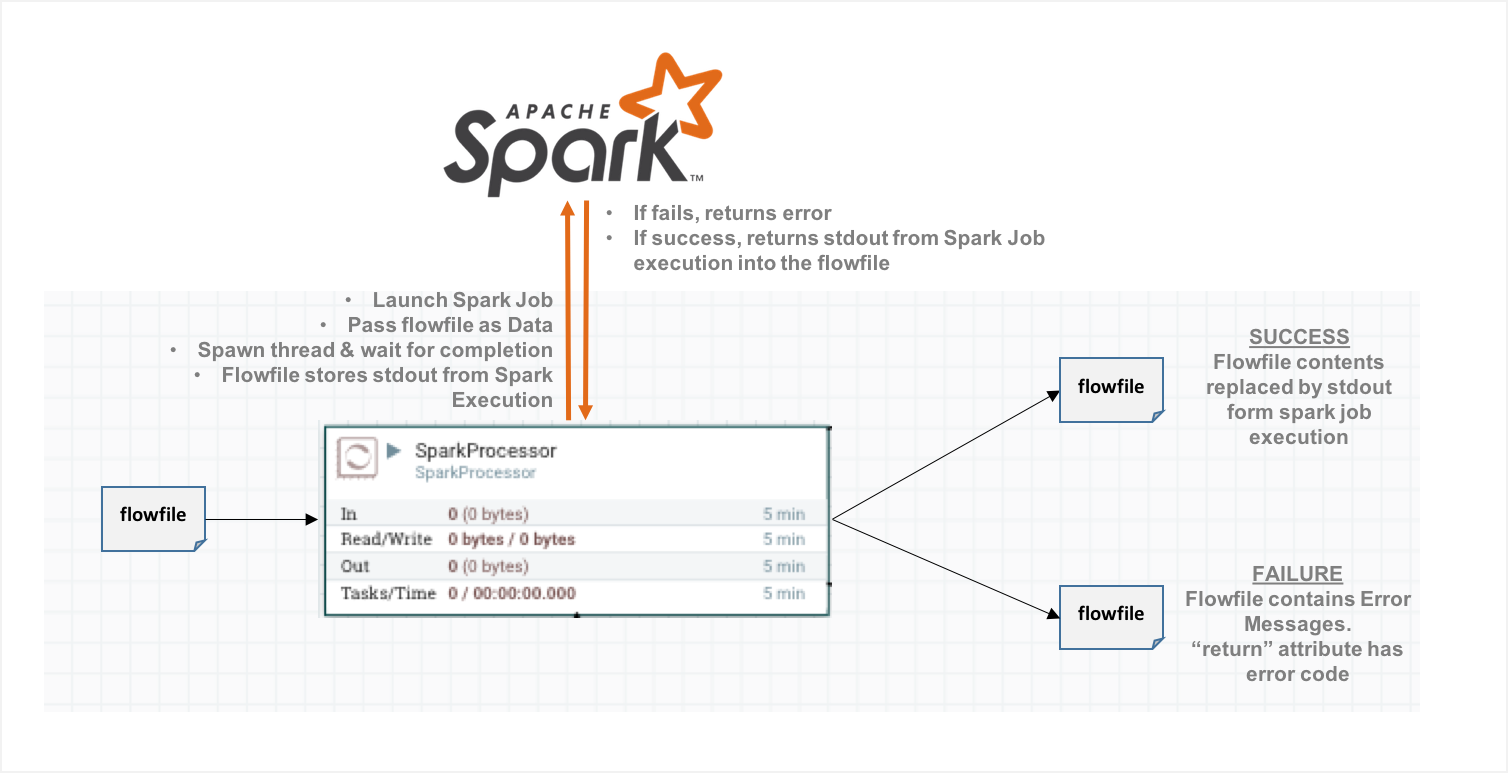 APACHE
Spark™
• If fails, returns error
• If success, returns stdout from Spark Job
execution into the flowfile
• Launch Spark Job
• Pass flowfile as Data
• Spawn thread & wait for completion
• Flowfile stores stdout from Spark
Execution
SparkProcessor
SparkProcessor
In 0 (0 bytes) 5 min
Read/Write 0 bytes / 0 bytes 5 min
Out 0 (0 bytes) 5 min
Tasks/Time 0 / 00:00:00.000 5 min
flowfile
flowfile
SUCCESS
Flowfile contents
replaced by stdout
form spark job
execution
flowfile
FAILURE
Flowfile contains Error
Messages.
“return” attribute has
error code